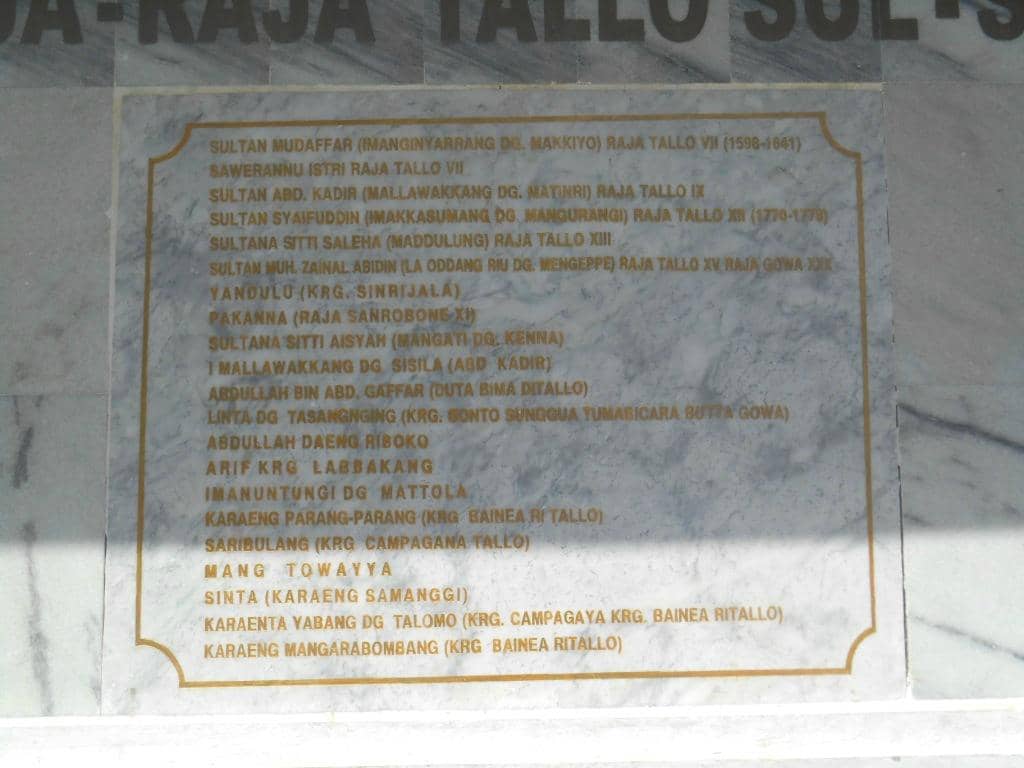 RAJA TALLO SUL
SULTAN MUDAFFAR (IMANGINYARRANG DG. MAKKIYO) RAJA TALLO VII (1598-1641)
SAWERANNU ISTRI RAJA TALLO VII
SULTAN ABD. KADIR (MALLAWAKKANG DG. MATINRI) RAJA TALLO IX
SULTAN SYAIFUDDIN (IMAKKASUMANG DG. MANGURANGI) RAJA TALLO XII (1770-1778)
SULTANA SITTI SALEHA (MADDULUNG) RAJA TALLO XIII
SULTAN MUH. ZAINAL ABIDIN (LA ODDANG RIU DG. MENGEPPE) RAJA TALLO XV RAJA GOWA XXX
YANDULU (KRG. SINRIJALA)
PAKANNA (RAJA SANROBONE XI)
SULTANA SITTI AISYAH (MANGATI DG. KENNA)
I MALLAWAKKANG DG SISILA (ABD KADIR)
ABDULLAH BIN ABD. GAFFAR (DUTA BIMA DITALLO)
LINTA DG TASANGNGING (KRG. BONTO SUNGGUA TUMABICARA BUTTA GOWA)
ABDULLAH DAENG RIBOKO
ARIF KRG LABBAKANG
IMANUNTUNGI DG MATTOLA
KARAENG PARANG-PARANG (KRG BAINEA RI TALLO)
SARIBULANG (KRG CAMPAGANA TALLO)
MANG TOWAYYA
SINTA (KARAENG SAMANGGI)
KARAENTA YABANG DG TALOMO (KRG. CAMPAGAYA KRG. BAINEA RITALLO)
KARAENG MANGARABOMBANG (KRG BAINEA RITALLO)